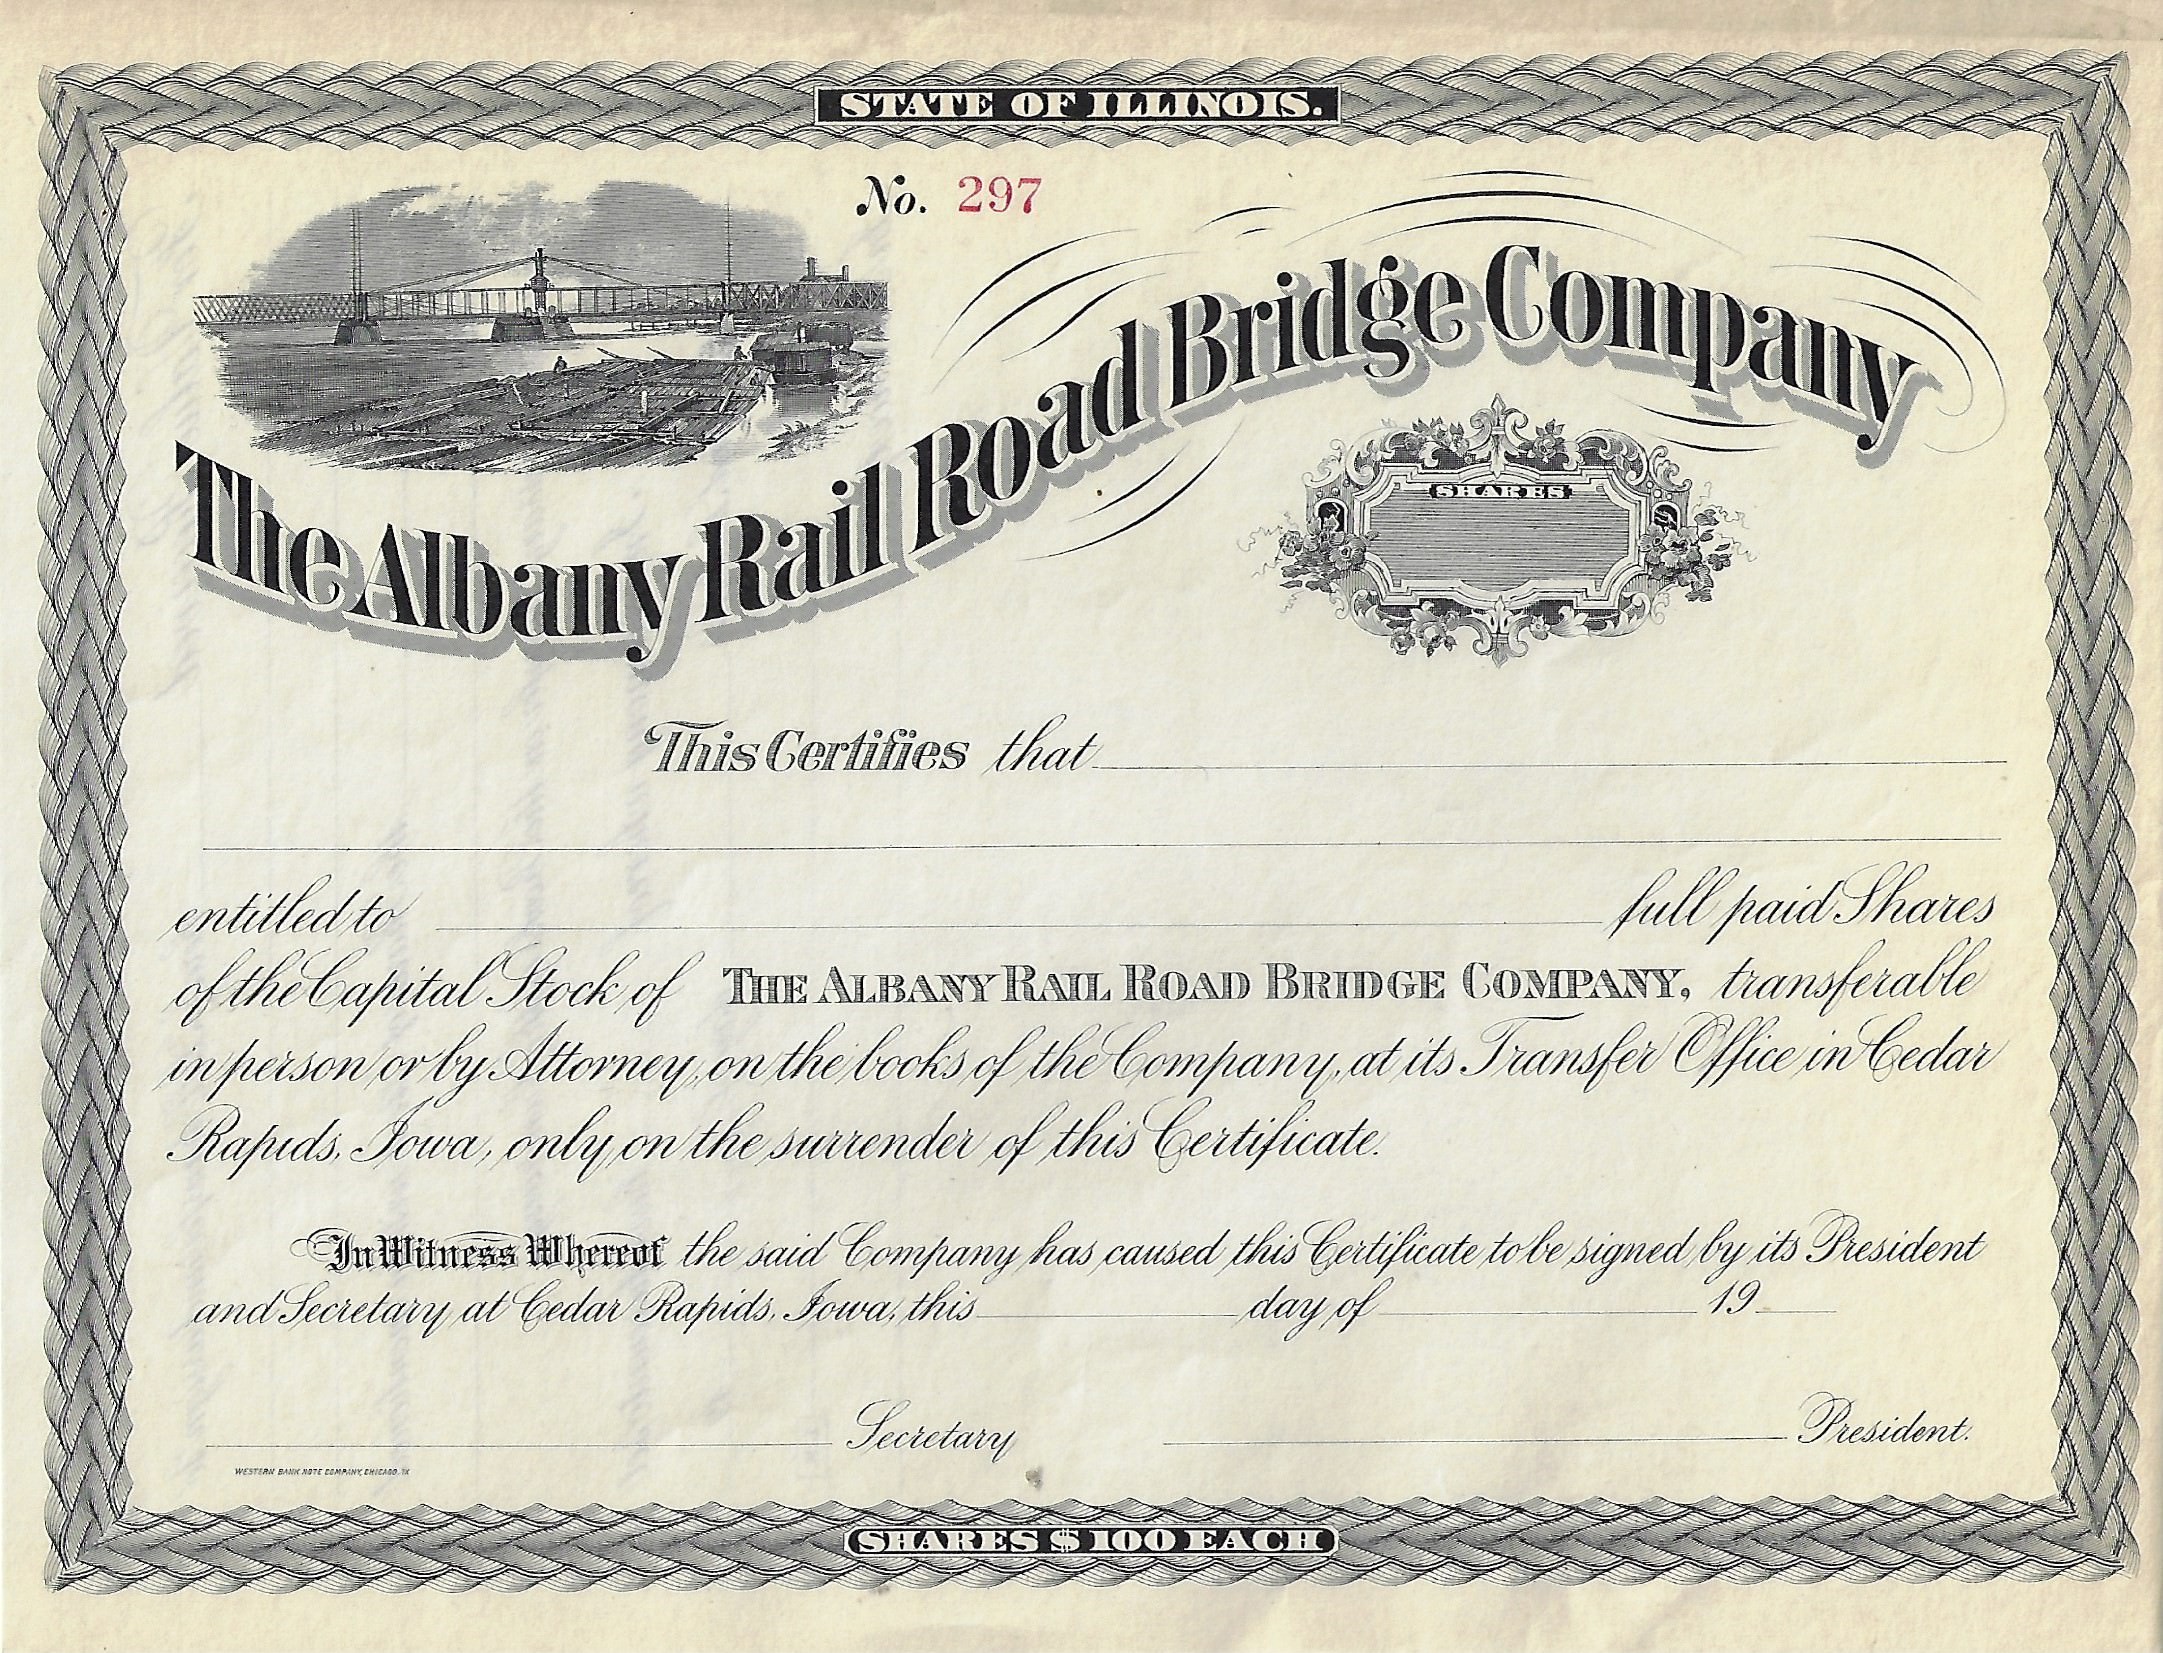 STATE OF ILLINOIS.
No. 297
The Albany Rail Road Bridge Company
SHARES
This Certifies that
entitled to full paid Shares
of the Capital Stock of THE ALBANY RAIL ROAD BRIDGE COMPANY, transferable
in person or by Attorney, on the books of the Company, at its Transfer Office in Cedar
Rapids, Iowa, only on the surrender of this Certificate.
In Witness Whereof the said Company has caused this Certificate to be signed by its President
and Secretary at Cedar Rapids, Iowa, this day of 19
Secretary President.
WESTERN BANK NOTE COMPANY, CHICAGO.
SHARES $100 EACH